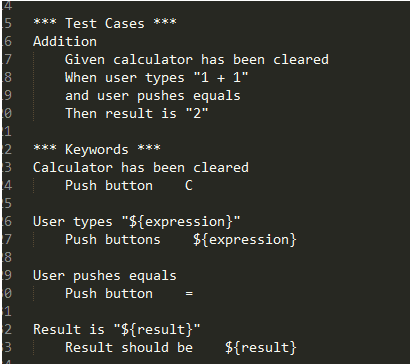 4
5 *** Test Cases ***
6 Addition
7 Given calculator has been cleared
8 When user types "1 + 1"
9 and user pushes equals
0 Then result is "2"
1
2 *** Keywords ***
3 Calculator has been cleared
4 Push button    C
5
6 User types "${expression}"
7 Push buttons    ${expression}
8
9 User pushes equals
0 Push button    =
1
2 Result is "${result}"
3 Result should be    ${result}